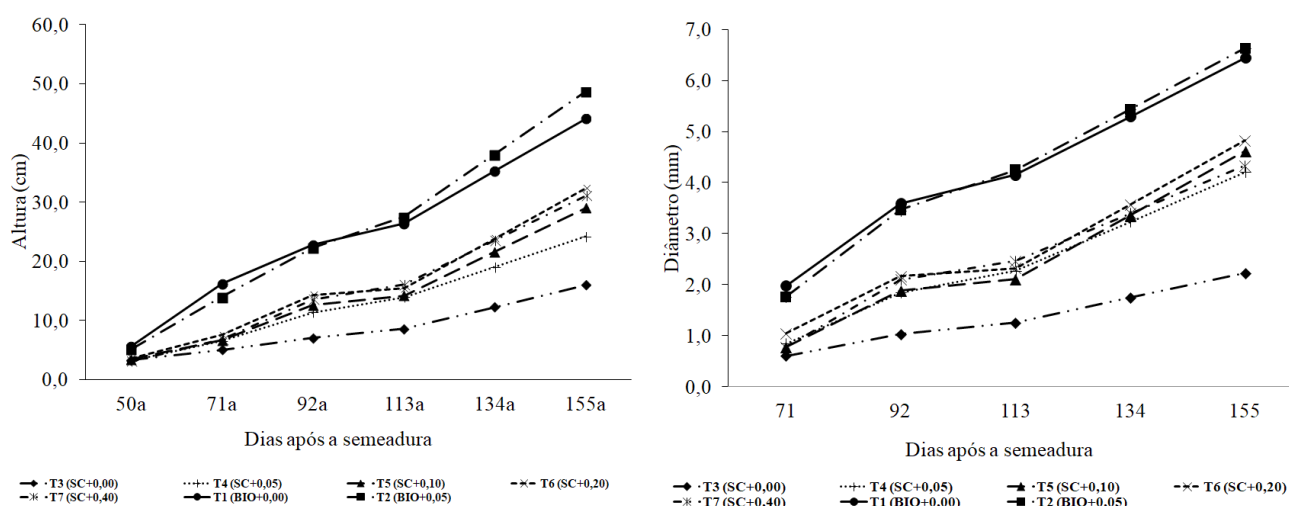 60,0
50,0
40,0
30,0
20,0
10,0
0,0
Altura (cm)
50a 71a 92a 113a 134a 155a
Dias após a semeadura
T3 (SC+0,00) T4 (SC+0,05) T5 (SC+0,10) T6 (SC+0,20)
T7 (SC+0,40) T1 (BIO+0,00) T2 (BIO+0,05)
7,0
6,0
5,0
4,0
3,0
2,0
1,0
0,0
Diâmetro (mm)
71 92 113 134 155
Dias após a semeadura
T3 (SC+0,00) T4 (SC+0,05) T5 (SC+0,10) T6 (SC+0,20)
T7 (SC+0,40) T1 (BIO+0,00) T2 (BIO+0,05)